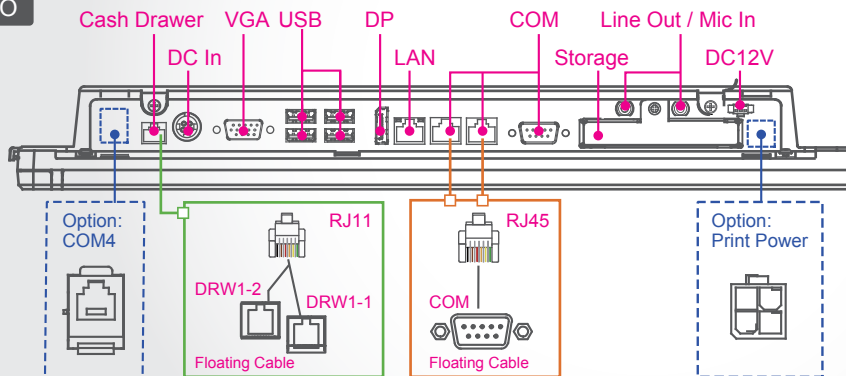 O
Cash Drawer VGA USB DP COM Line Out / Mic In
DC In LAN Storage DC12V
Option:
COM4
RJ11
DRW1-2
DRW1-1
Floating Cable
RJ45
COM
Floating Cable
Option:
Print Power